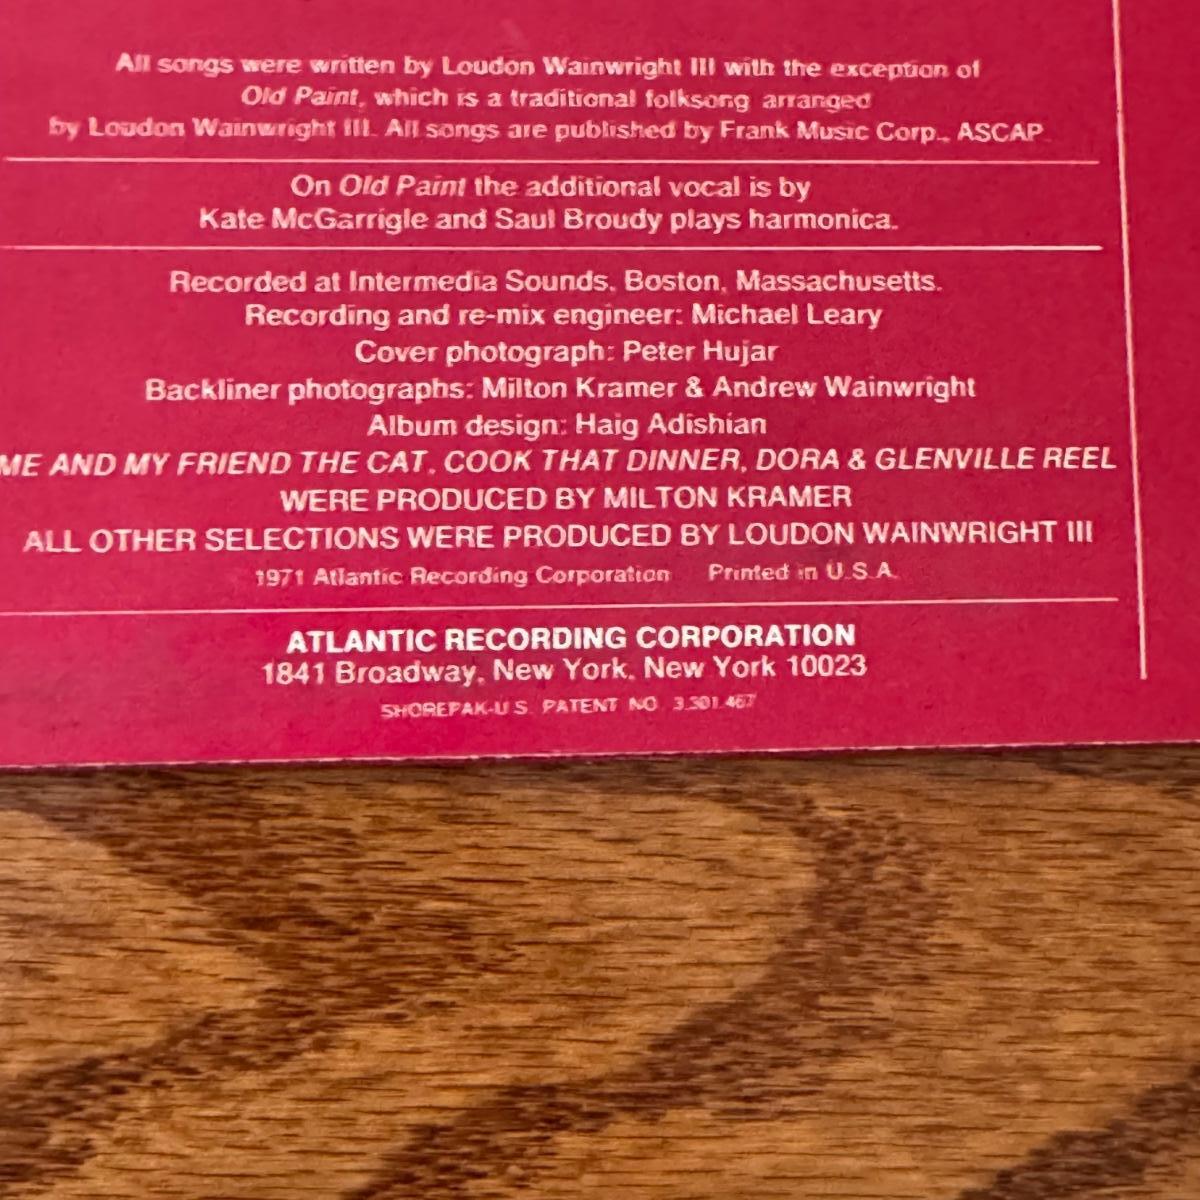 All songs were written by Loudon Wainwright III with the exception of
Old Paint, which is a traditional folksong arranged
by Loudon Wainwright III. All songs are published by Frank Music Corp., ASCAP
On Old Paint the additional vocal is by
Kate McGarrigle and Saul Broudy plays harmonica.
Recorded at Intermedia Sounds, Boston, Massachusetts.
Recording and re-mix engineer: Michael Leary
Cover photograph: Peter Hujar
Backliner photographs: Milton Kramer & Andrew Wainwright
Album design: Haig Adishian
ME AND MY FRIEND THE CAT, COOK THAT DINNER, DORA & GLENVILLE REEL
WERE PRODUCED BY MILTON KRAMER
ALL OTHER SELECTIONS WERE PRODUCED BY LOUDON WAINWRIGHT III
1971 Atlantic Recording Corporation Printed in U.S.A.
ATLANTIC RECORDING CORPORATION
1841 Broadway, New York, New York 10023
SHOREPAK-U.S. PATENT NO. 3,301,467